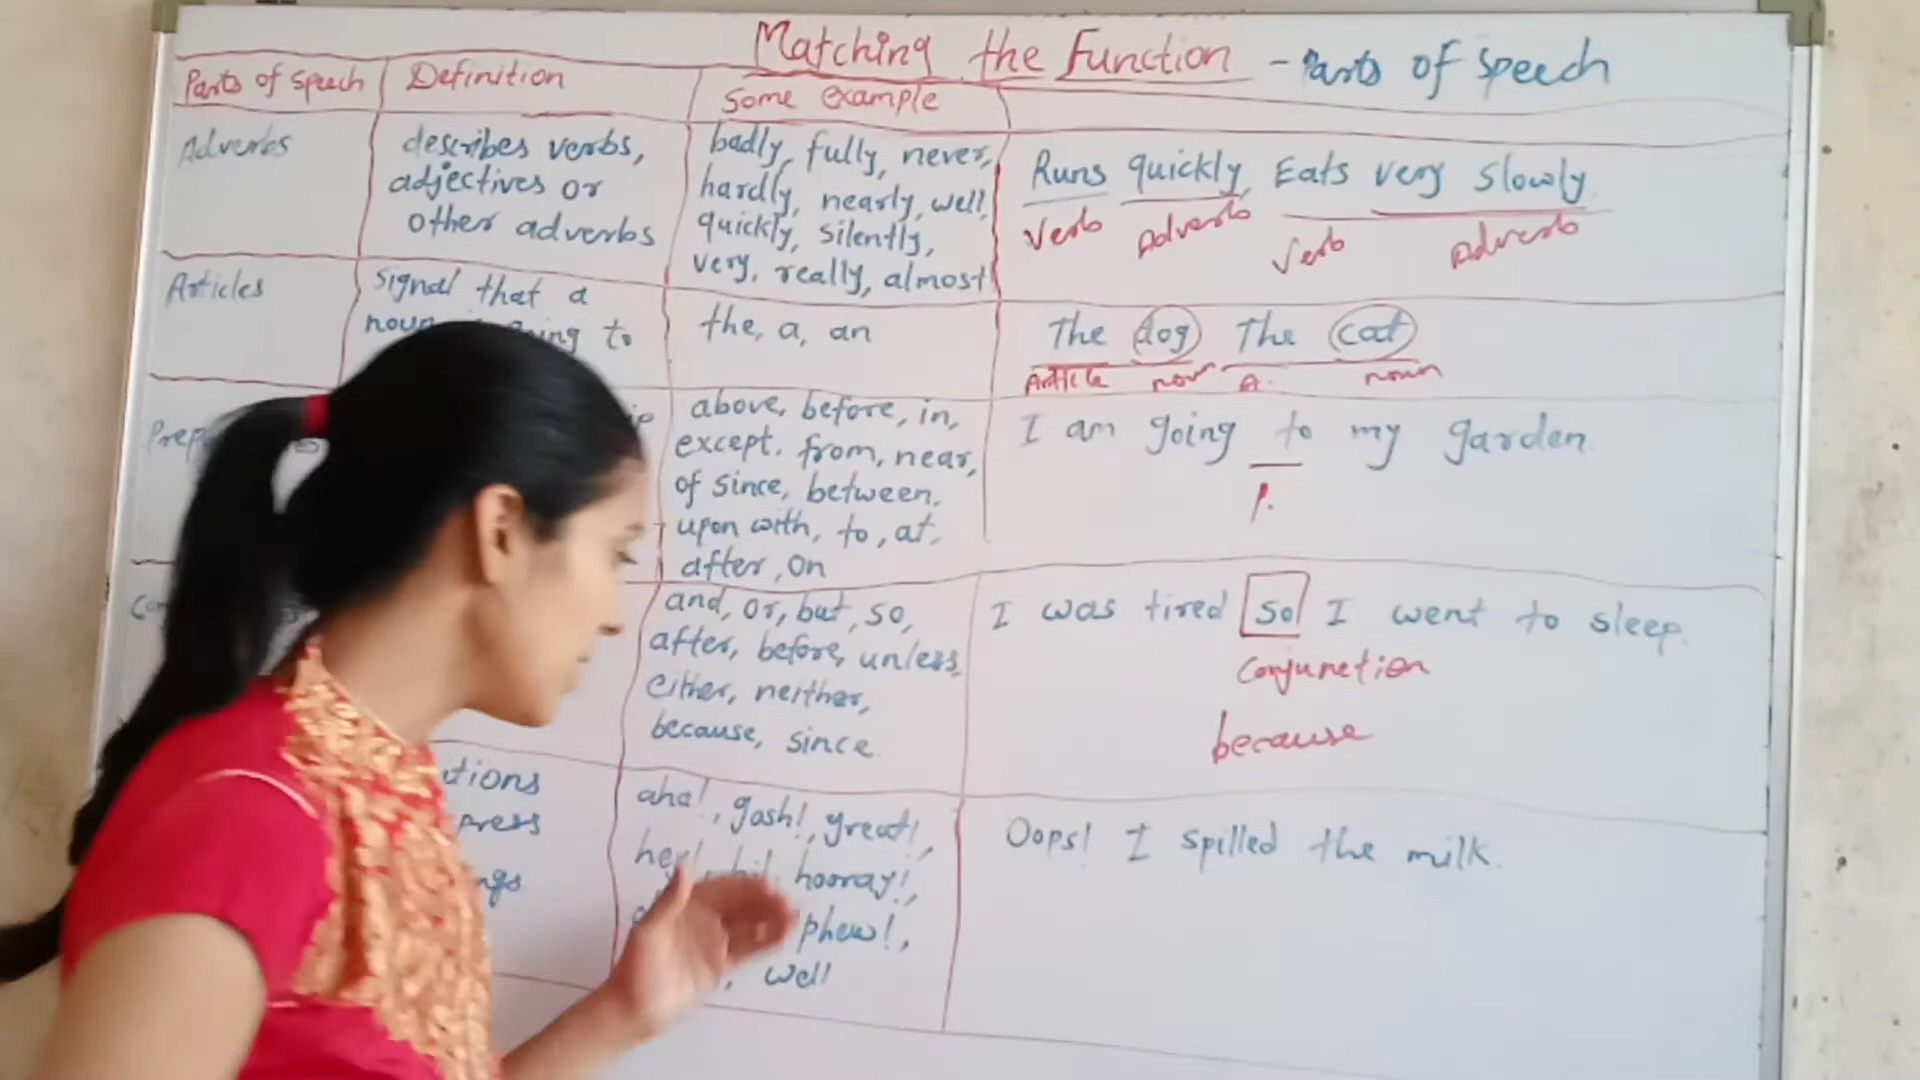 Matching the Function - Parts of Speech
Parts of Speech
Definition
Some example
Adverbs
describes verbs,
adjectives or
other adverbs
badly, fully, never,
hardly, nearly, well,
quickly, silently,
very, really, almost
Runs quickly, Eats very slowly
Verb Adverb Verb Adverb
Articles
Signal that a
noun to
the, a, an
The dog The cat
Article noun A. noun
Prep
above, before, in,
except, from, near,
of since, between,
upon with, to, at,
after, on
I am going to my garden.
P.
and, or, but, so,
after, before, unless,
either, neither,
because, since.
I was tired so I went to sleep.
Conjunction
because
aha!, gosh!, great!,
hey!, hi!, hooray!,
phew!,
well
Oops! I spilled the milk.